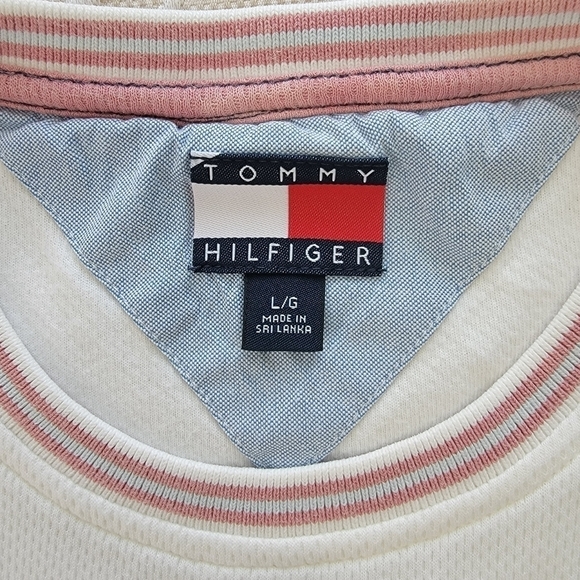 TOMMY
HILFIGER
L/G
MADE IN
SRI LANKA